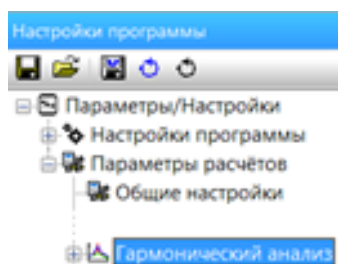 Настройки программы
Параметры/Настройки
Настройки программы
Параметры расчётов
Общие настройки
Гармонический анализ